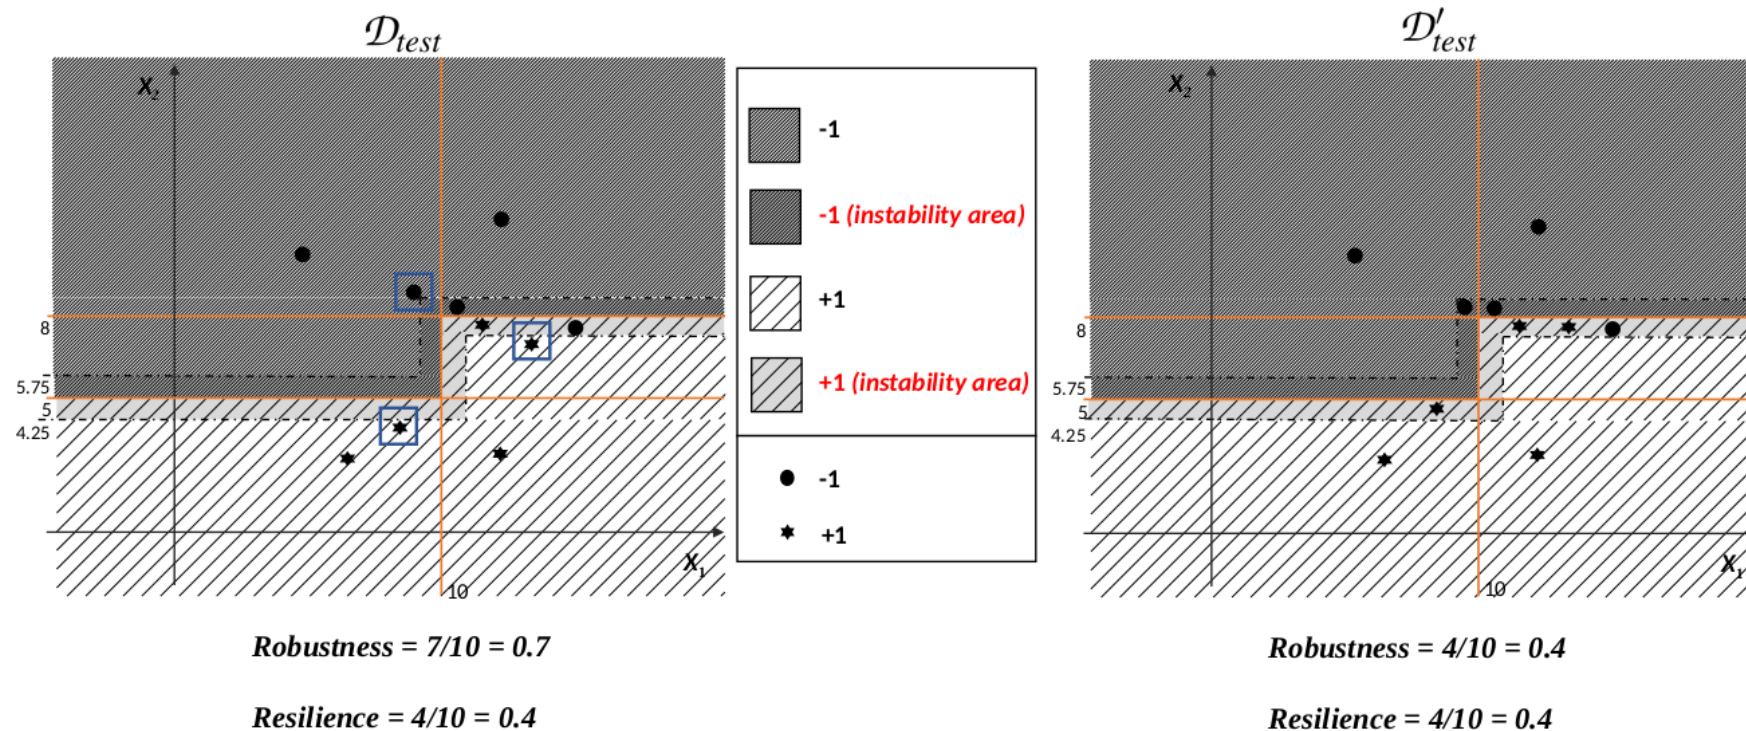 𝒟test
X₂
8
5.75
5
4.25
10
X₁
Robustness = 7/10 = 0.7
Resilience = 4/10 = 0.4
-1
-1 (instability area)
+1
+1 (instability area)
-1
+1
𝒟′test
X₂
8
5.75
5
4.25
10
X₁
Robustness = 4/10 = 0.4
Resilience = 4/10 = 0.4